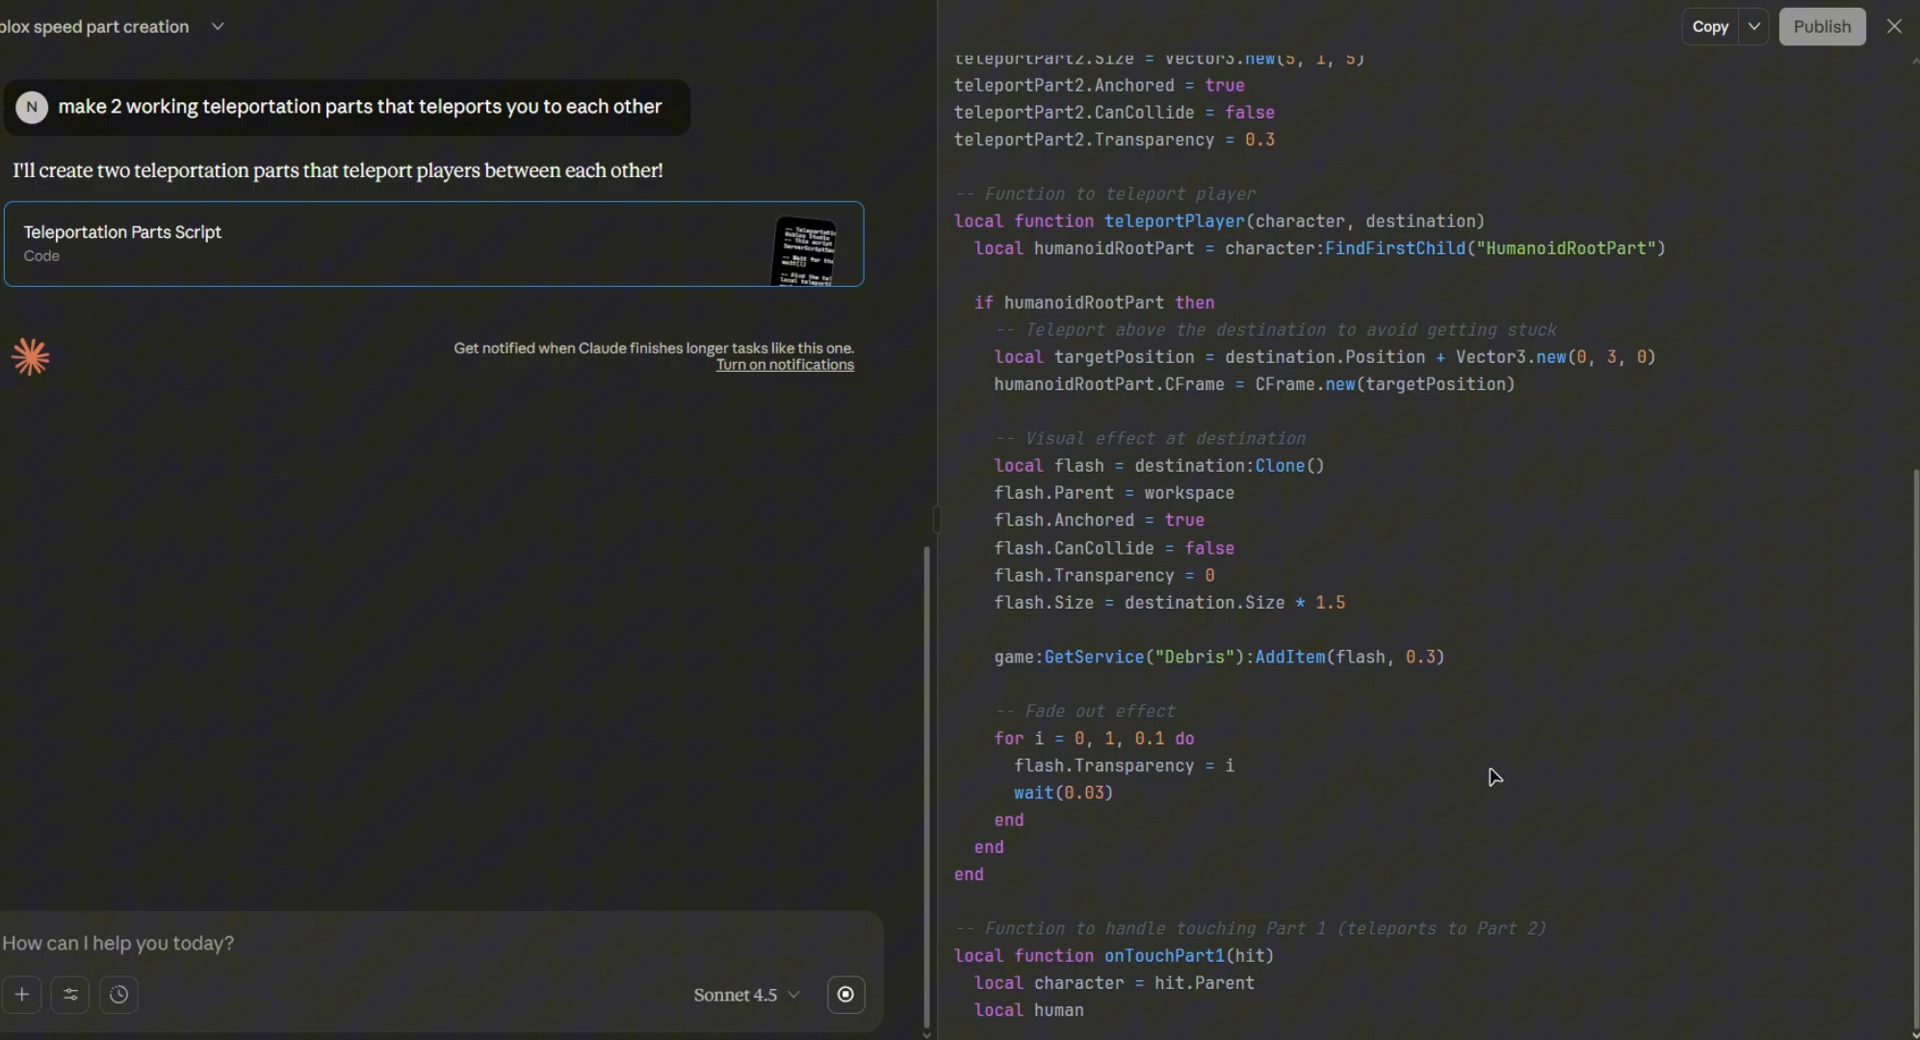 blox speed part creation
Copy
Publish
N
make 2 working teleportation parts that teleports you to each other
I'll create two teleportation parts that teleport players between each other!
Teleportation Parts Script
Code
Get notified when Claude finishes longer tasks like this one.
Turn on notifications
How can I help you today?
Sonnet 4.5
teleportPart2.Size = Vector3.new(5, 1, 5)
teleportPart2.Anchored = true
teleportPart2.CanCollide = false
teleportPart2.Transparency = 0.3
-- Function to teleport player
local function teleportPlayer(character, destination)
local humanoidRootPart = character:FindFirstChild("HumanoidRootPart")
if humanoidRootPart then
-- Teleport above the destination to avoid getting stuck
local targetPosition = destination.Position + Vector3.new(0, 3, 0)
humanoidRootPart.CFrame = CFrame.new(targetPosition)
-- Visual effect at destination
local flash = destination:Clone()
flash.Parent = workspace
flash.Anchored = true
flash.CanCollide = false
flash.Transparency = 0
flash.Size = destination.Size * 1.5
game:GetService("Debris"):AddItem(flash, 0.3)
-- Fade out effect
for i = 0, 1, 0.1 do
flash.Transparency = i
wait(0.03)
end
end
end
-- Function to handle touching Part 1 (teleports to Part 2)
local function onTouchPart1(hit)
local character = hit.Parent
local human